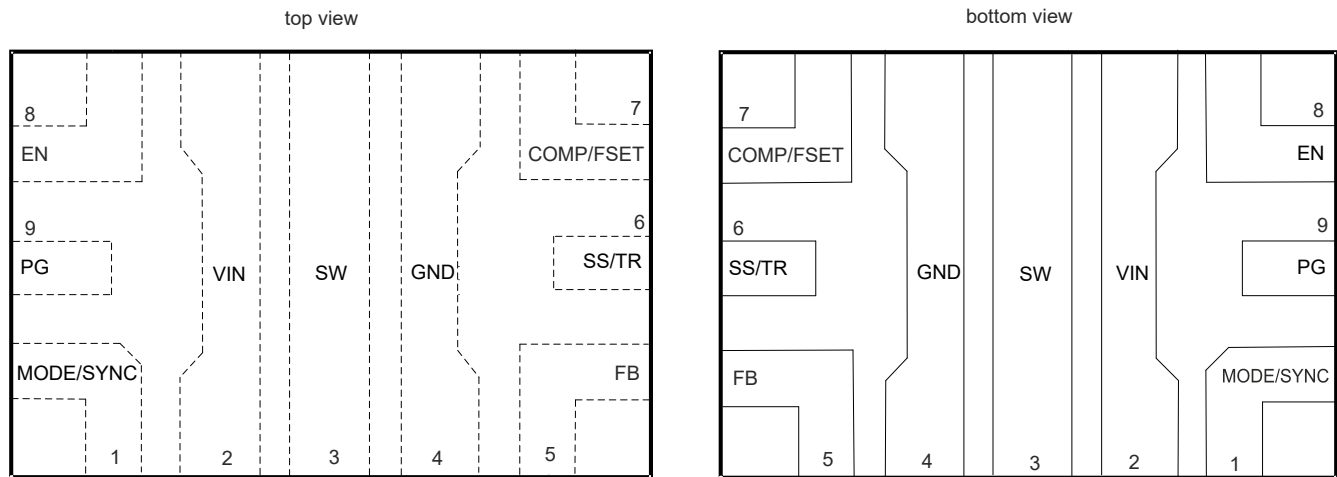 top view
8
7
EN
COMP/FSET
9
6
PG
VIN
SW
GND
SS/TR
MODE/SYNC
FB
1
2
3
4
5
bottom view
7
8
COMP/FSET
EN
6
9
SS/TR
GND
SW
VIN
PG
FB
MODE/SYNC
5
4
3
2
1